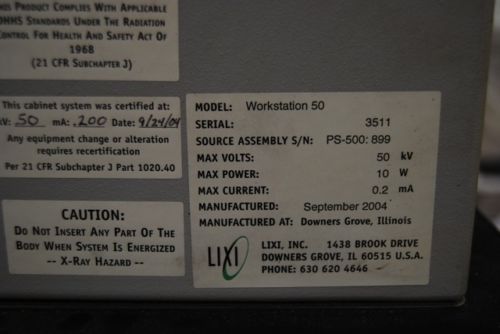 THIS PRODUCT COMPLIES WITH APPLICABLE
DHHS STANDARDS UNDER THE RADIATION
CONTROL FOR HEALTH AND SAFETY ACT OF
1968
(21 CFR SUBCHAPTER J)
This cabinet system was certified at:
kV: 50 mA: .200 Date: 9/24/04
Any equipment change or alteration
requires recertification
Per 21 CFR Subchapter J Part 1020.40
CAUTION:
DO NOT INSERT ANY PART OF THE
BODY WHEN SYSTEM IS ENERGIZED
-- X-RAY HAZARD --
MODEL: Workstation 50
SERIAL: 3511
SOURCE ASSEMBLY S/N: PS-500: 899
MAX VOLTS: 50 kV
MAX POWER: 10 W
MAX CURRENT: 0.2 mA
MANUFACTURED: September 2004
MANUFACTURED AT: Downers Grove, Illinois
LIXI
LIXI, INC. 1438 BROOK DRIVE
DOWNERS GROVE, IL 60515 U.S.A.
PHONE: 630 620 4646